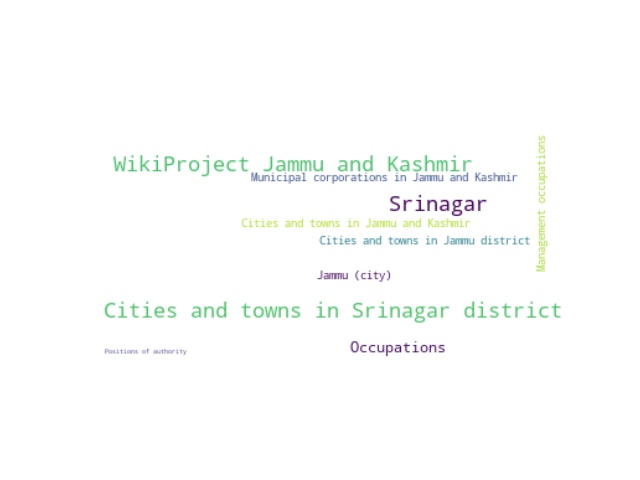 WikiProject Jammu and Kashmir
Municipal corporations in Jammu and Kashmir
Srinagar
Cities and towns in Jammu and Kashmir
Cities and towns in Jammu district
Management occupations
Jammu (city)
Cities and towns in Srinagar district
Occupations
Positions of authority